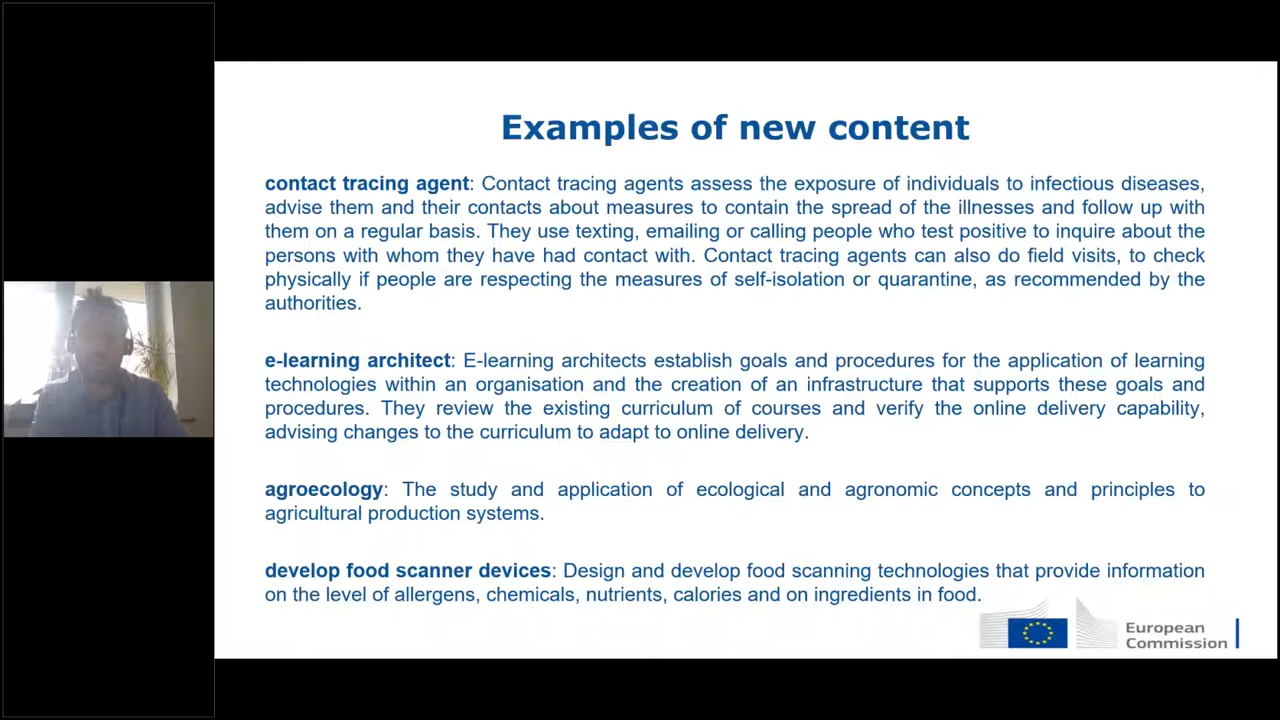 Examples of new content
contact tracing agent: Contact tracing agents assess the exposure of individuals to infectious diseases,
advise them and their contacts about measures to contain the spread of the illnesses and follow up with
them on a regular basis. They use texting, emailing or calling people who test positive to inquire about the
persons with whom they have had contact with. Contact tracing agents can also do field visits, to check
physically if people are respecting the measures of self-isolation or quarantine, as recommended by the
authorities.
e-learning architect: E-learning architects establish goals and procedures for the application of learning
technologies within an organisation and the creation of an infrastructure that supports these goals and
procedures. They review the existing curriculum of courses and verify the online delivery capability,
advising changes to the curriculum to adapt to online delivery.
agroecology: The study and application of ecological and agronomic concepts and principles to
agricultural production systems.
develop food scanner devices: Design and develop food scanning technologies that provide information
on the level of allergens, chemicals, nutrients, calories and on ingredients in food.
European
Commission